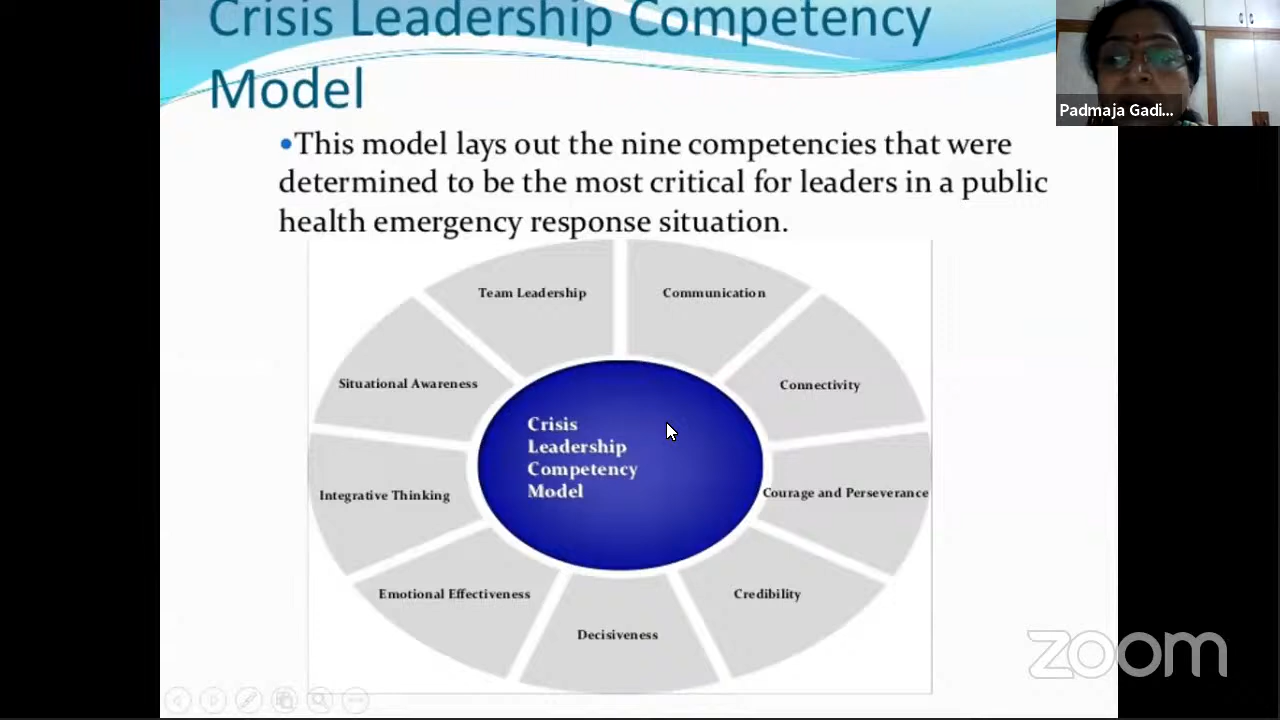 Crisis Leadership Competency
Model
Padmaja Gadi...
•This model lays out the nine competencies that were
determined to be the most critical for leaders in a public
health emergency response situation.
Team Leadership
Communication
Situational Awareness
Connectivity
Crisis
Leadership
Competency
Model
Integrative Thinking
Courage and Perseverance
Emotional Effectiveness
Credibility
Decisiveness
zoom